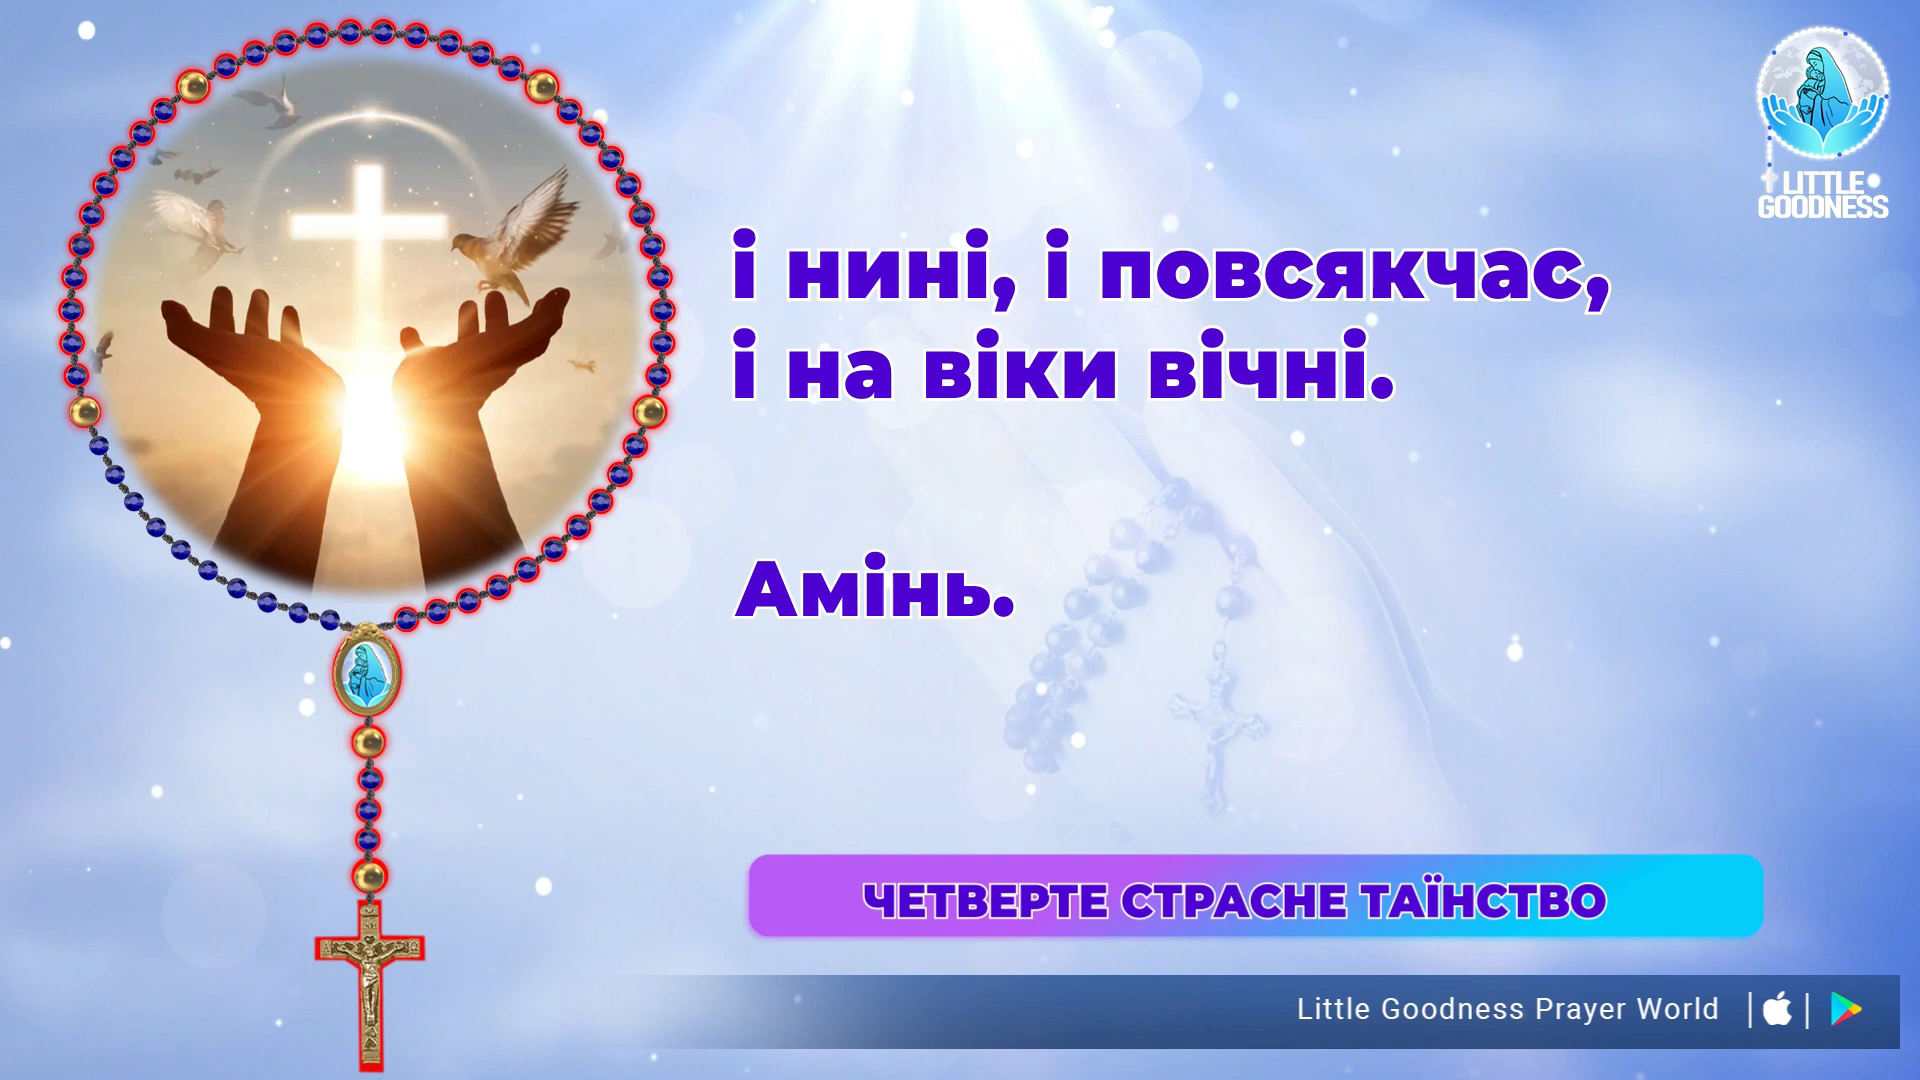 і нині, і повсякчас,
і на віки вічні.
Амінь.
ЧЕТВЕРТЕ СТРАСНЕ ТАЇНСТВО
Little Goodness Prayer World
LITTLE
GOODNESS